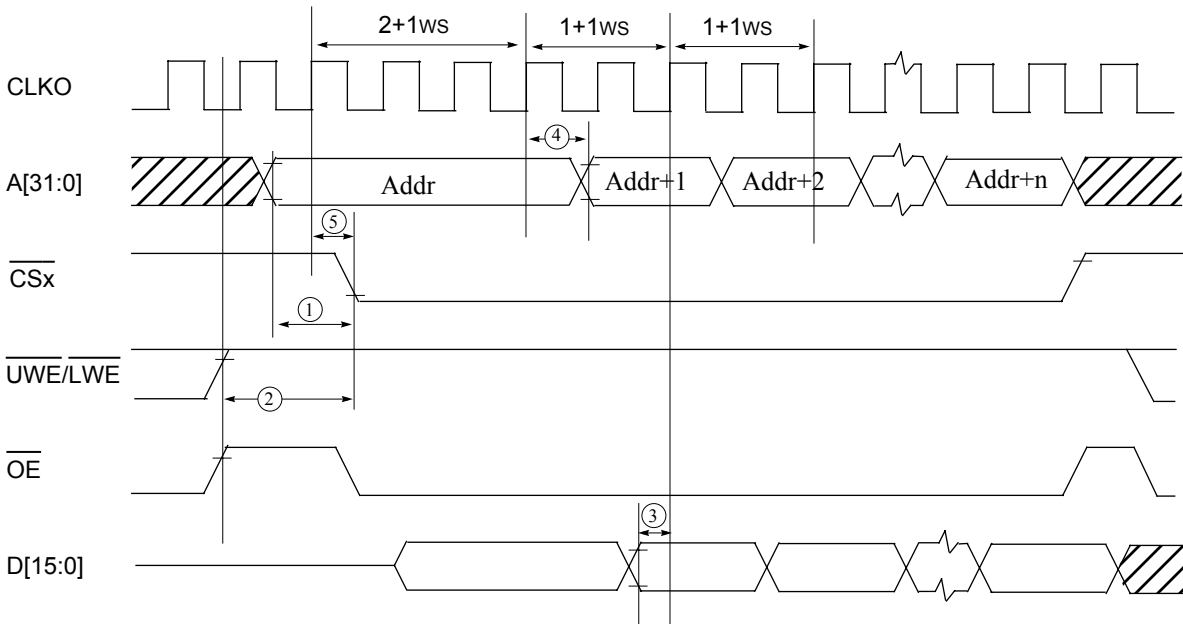 2+1ws 1+1ws 1+1ws
CLKO
④
A[31:0] Addr Addr+1 Addr+2 Addr+n
⑤
CSx
①
UWE/LWE
②
OE
③
D[15:0]